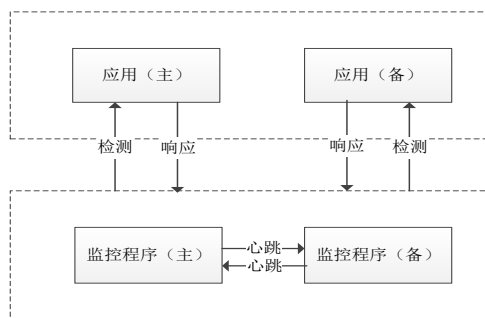 应用（主）
应用（备）
检测
响应
响应
检测
监控程序（主）
心跳
心跳
监控程序（备）